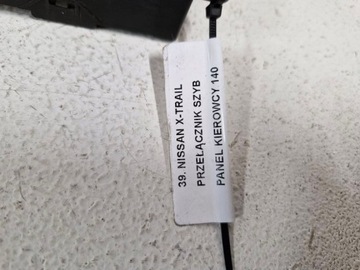 39. NISSAN X-TRAIL
PRZEŁĄCZNIK SZYB
PANEL KIEROWCY 140